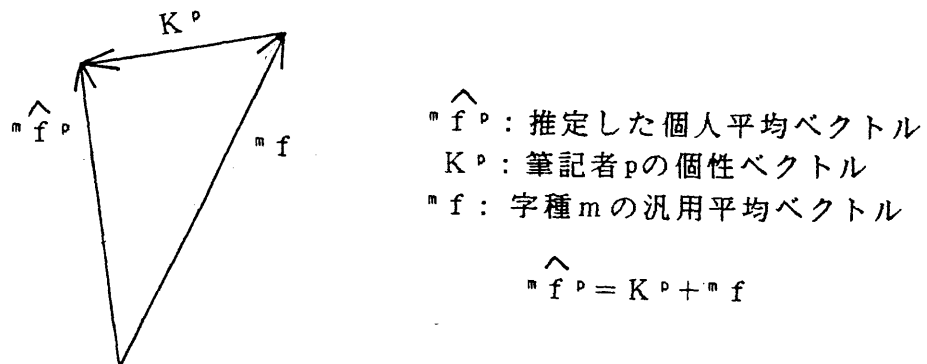 K ᵖ
ᵐ f̂ ᵖ
ᵐ f
ᵐ f̂ ᵖ : 推定した個人平均ベクトル
K ᵖ : 筆記者pの個性ベクトル
ᵐ f : 字種mの汎用平均ベクトル
ᵐ f̂ ᵖ = K ᵖ + ᵐ f